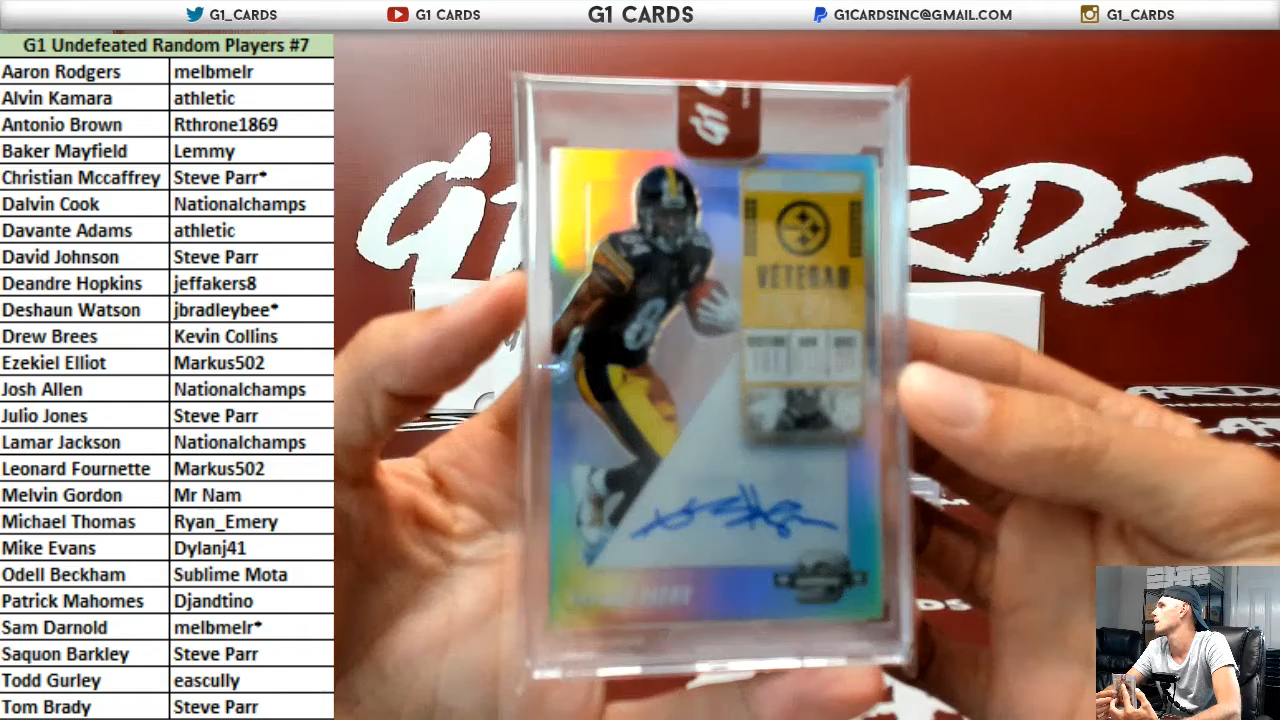 G1_CARDS G1 CARDS G1 CARDS G1CARDSINC@GMAIL.COM G1_CARDS
G1 Undefeated Random Players #7
Aaron Rodgers melbmelr
Alvin Kamara athletic
Antonio Brown Rthrone1869
Baker Mayfield Lemmy
Christian Mccaffrey Steve Parr*
Dalvin Cook Nationalchamps
Davante Adams athletic
David Johnson Steve Parr
Deandre Hopkins jeffakers8
Deshaun Watson jbradleybee*
Drew Brees Kevin Collins
Ezekiel Elliot Markus502
Josh Allen Nationalchamps
Julio Jones Steve Parr
Lamar Jackson Nationalchamps
Leonard Fournette Markus502
Melvin Gordon Mr Nam
Michael Thomas Ryan_Emery
Mike Evans Dylanj41
Odell Beckham Sublime Mota
Patrick Mahomes Djandtino
Sam Darnold melbmelr*
Saquon Barkley Steve Parr
Todd Gurley eascully
Tom Brady Steve Parr
G1
VETERAN